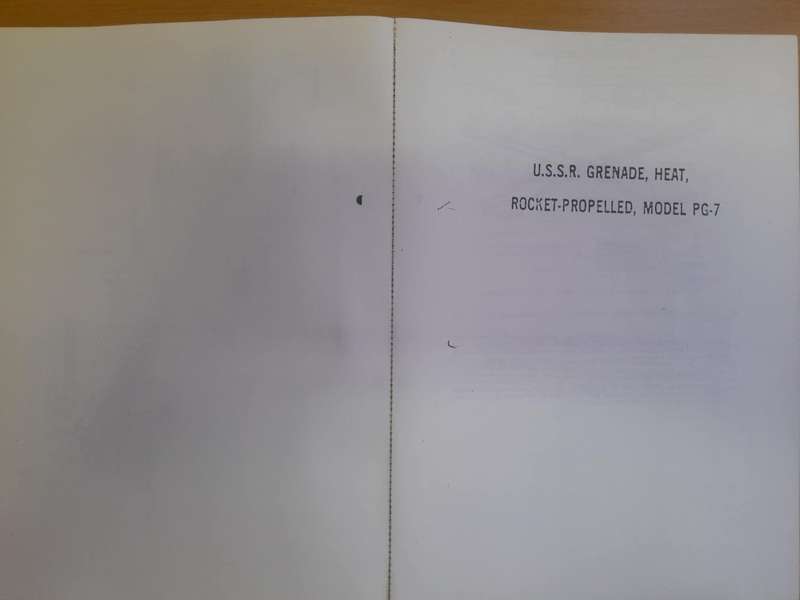 U.S.S.R. GRENADE, HEAT,
ROCKET-PROPELLED, MODEL PG-7